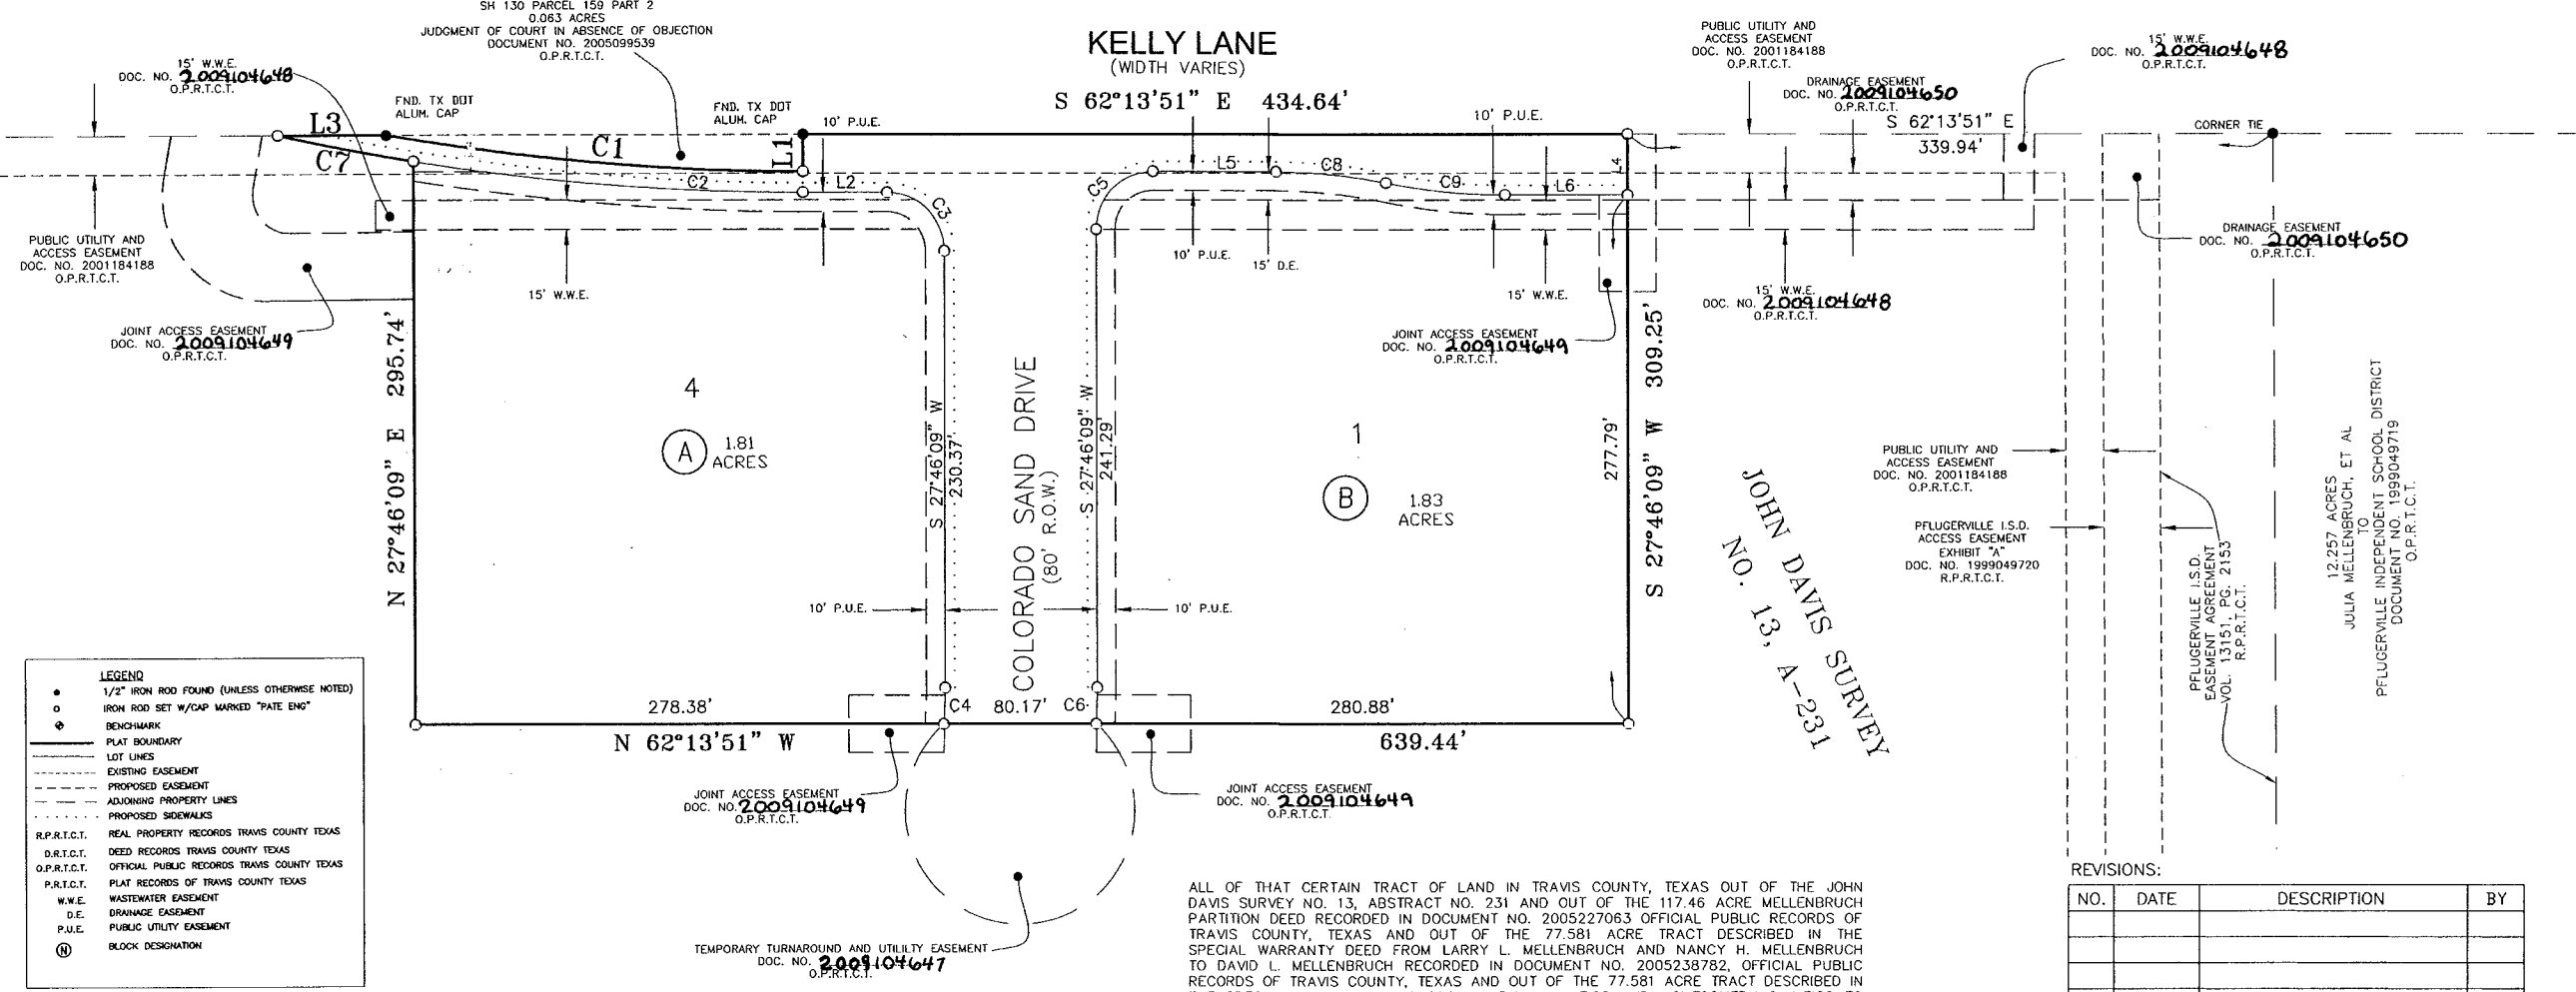 SH 130 PARCEL 159 PART 2
0.063 ACRES
JUDGMENT OF COURT IN ABSENCE OF OBJECTION
DOCUMENT NO. 2005099539
O.P.R.T.C.T.
KELLY LANE
(WIDTH VARIES)
S 62°13'51" E 434.64'
15' W.W.E.
DOC. NO. 2009104648
O.P.R.T.C.T.
FND. TX DOT
ALUM. CAP
FND. TX DOT
ALUM. CAP
10' P.U.E.
10' P.U.E.
PUBLIC UTILITY AND
ACCESS EASEMENT
DOC. NO. 2001184188
O.P.R.T.C.T.
DRAINAGE EASEMENT
DOC. NO. 2009104650
O.P.R.T.C.T.
15' W.W.E.
DOC. NO. 2009104648
O.P.R.T.C.T.
S 62°13'51" E
339.94'
CORNER TIE
L3
C7
C1
L1
C2
L2
C3
C5
L5
C8
C9
L6
L4
PUBLIC UTILITY AND
ACCESS EASEMENT
DOC. NO. 2001184188
O.P.R.T.C.T.
15' W.W.E.
10' P.U.E.
15' D.E.
15' W.W.E.
15' W.W.E.
DOC. NO. 2009104648
O.P.R.T.C.T.
DRAINAGE EASEMENT
DOC. NO. 2009104650
O.P.R.T.C.T.
JOINT ACCESS EASEMENT
DOC. NO. 2009104649
O.P.R.T.C.T.
JOINT ACCESS EASEMENT
DOC. NO. 2009104649
O.P.R.T.C.T.
N 27°46'09" E 295.74'
4
A
1.81
ACRES
S 27°46'09" W
230.37'
COLORADO SAND DRIVE
(80' R.O.W.)
S 27°46'09" W
241.29'
1
B
1.83
ACRES
277.79'
S 27°46'09" W 309.25'
JOHN DAVIS SURVEY
NO. 13, A-231
PUBLIC UTILITY AND
ACCESS EASEMENT
DOC. NO. 2001184188
O.P.R.T.C.T.
PFLUGERVILLE I.S.D.
ACCESS EASEMENT
EXHIBIT "A"
DOC. NO. 1999049720
R.P.R.T.C.T.
PFLUGERVILLE I.S.D.
EASEMENT AGREEMENT
VOL. 13151, PG. 2153
R.P.R.T.C.T.
12.257 ACRES
JULIA MELLENBRUCH, ET AL
TO
PFLUGERVILLE INDEPENDENT SCHOOL DISTRICT
DOCUMENT NO. 1999049719
O.P.R.T.C.T.
10' P.U.E.
10' P.U.E.
278.38'
C4
80.17'
C6
280.88'
N 62°13'51" W
639.44'
JOINT ACCESS EASEMENT
DOC. NO. 2009104649
O.P.R.T.C.T.
JOINT ACCESS EASEMENT
DOC. NO. 2009104649
O.P.R.T.C.T.
TEMPORARY TURNAROUND AND UTILILTY EASEMENT
DOC. NO. 2009104647
O.P.R.T.C.T.
LEGEND
1/2" IRON ROD FOUND (UNLESS OTHERWISE NOTED)
IRON ROD SET W/CAP MARKED "PATE ENG"
BENCHMARK
PLAT BOUNDARY
LOT LINES
EXISTING EASEMENT
PROPOSED EASEMENT
ADJOINING PROPERTY LINES
PROPOSED SIDEWALKS
R.P.R.T.C.T. REAL PROPERTY RECORDS TRAVIS COUNTY TEXAS
D.R.T.C.T. DEED RECORDS TRAVIS COUNTY TEXAS
O.P.R.T.C.T. OFFICIAL PUBLIC RECORDS TRAVIS COUNTY TEXAS
P.R.T.C.T. PLAT RECORDS OF TRAVIS COUNTY TEXAS
W.W.E. WASTEWATER EASEMENT
D.E. DRAINAGE EASEMENT
P.U.E. PUBLIC UTILITY EASEMENT
N BLOCK DESIGNATION
ALL OF THAT CERTAIN TRACT OF LAND IN TRAVIS COUNTY, TEXAS OUT OF THE JOHN
DAVIS SURVEY NO. 13, ABSTRACT NO. 231 AND OUT OF THE 117.46 ACRE MELLENBRUCH
PARTITION DEED RECORDED IN DOCUMENT NO. 2005227063 OFFICIAL PUBLIC RECORDS OF
TRAVIS COUNTY, TEXAS AND OUT OF THE 77.581 ACRE TRACT DESCRIBED IN THE
SPECIAL WARRANTY DEED FROM LARRY L. MELLENBRUCH AND NANCY H. MELLENBRUCH
TO DAVID L. MELLENBRUCH RECORDED IN DOCUMENT NO. 2005238782, OFFICIAL PUBLIC
RECORDS OF TRAVIS COUNTY, TEXAS AND OUT OF THE 77.581 ACRE TRACT DESCRIBED IN
REVISIONS:
NO. DATE DESCRIPTION BY